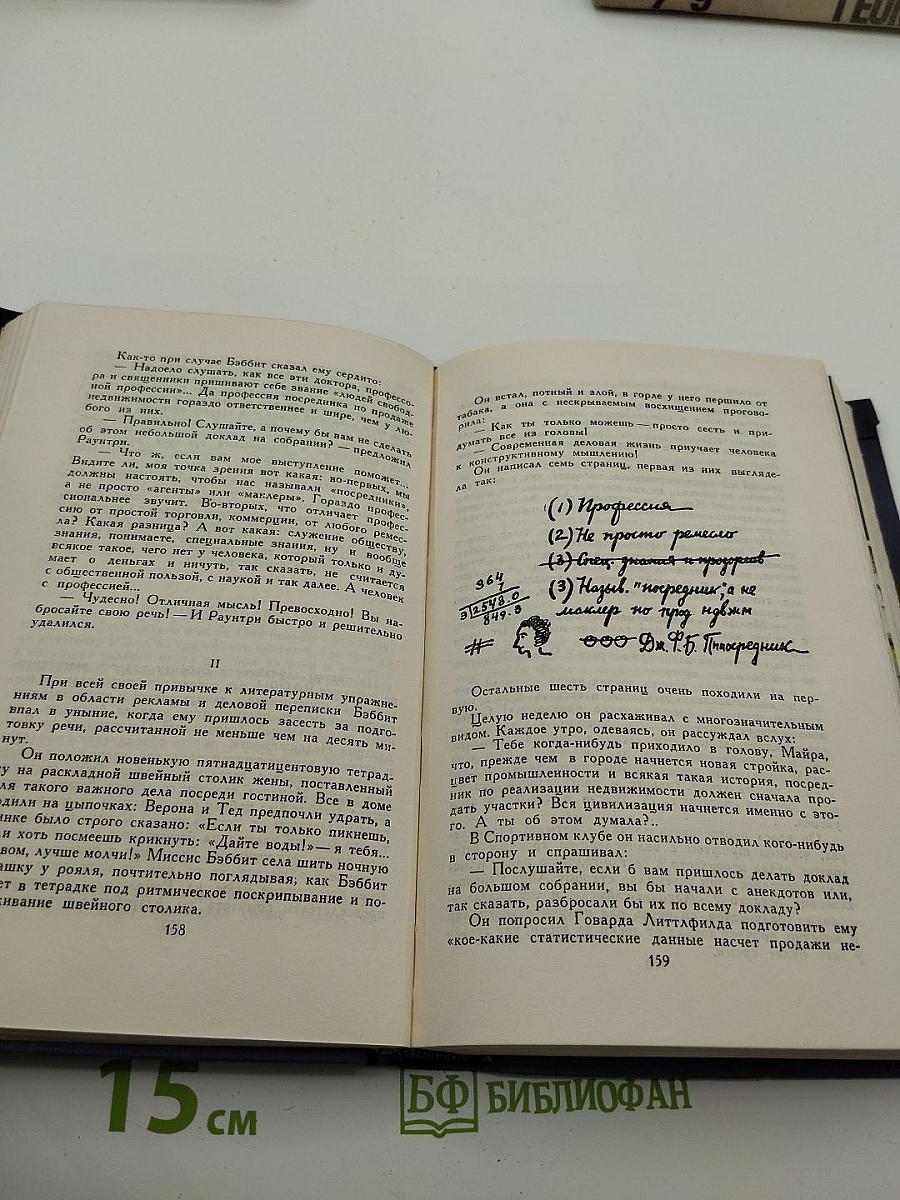 ГЕОР
Как-то при случае Бэббит сказал ему сердито:
— Надоело слушать, как все эти доктора, профессо-
ра и священники пришивают себе звание «людей свобод-
ной профессии»... Да профессия посредника по продаже
недвижимости гораздо ответственнее и шире, чем у лю-
бого из них.
— Правильно! Слушайте, а почему бы вам не сделать
об этом небольшой доклад на собрании? — предложил
Раунтри.
— Что ж, если вам мое выступление поможет...
Видите ли, моя точка зрения вот какая: во-первых, мы
должны настоять, чтобы нас называли «посредники»,
а не просто «агенты» или «маклеры». Гораздо профес-
сиональнее звучит. Во-вторых, что отличает профес-
сию от простой торговли, коммерции, от любого ремес-
ла? Какая разница? А вот какая: служение обществу,
знания, понимаете, специальные знания, ну и вообще
всякое такое, чего нет у человека, который только и ду-
мает о деньгах и ничуть, так сказать, не считается
с общественной пользой, с наукой и так далее. А человек
с профессией...
— Чудесно! Отличная мысль! Превосходно! Вы на-
бросайте свою речь! — И Раунтри быстро и решительно
удалился.
II
При всей своей привычке к литературным упражне-
ниям в области рекламы и деловой переписки Бэббит
впал в уныние, когда ему пришлось засесть за подго-
товку речи, рассчитанной не меньше чем на десять ми-
нут.
Он положил новенькую пятнадцатицентовую тетрад-
ку на раскладной швейный столик жены, поставленный
ля такого важного дела посреди гостиной. Все в доме
одили на цыпочках: Верона и Тед предпочли удрать, а
инке было строго сказано: «Если ты только пикнешь,
и хоть посмеешь крикнуть: «Дайте воды!» — я тебя...
вом, лучше молчи!» Миссис Бэббит села шить ночную
ашку у рояля, почтительно поглядывая, как Бэббит
ет в тетрадке под ритмическое поскрипывание и по-
кивание швейного столика.
158
Он встал, потный и злой, в горле у него першило от
табака, а она с нескрываемым восхищением прогово-
рила:
— Как ты только можешь — просто сесть и при-
думать все из головы!
— Современная деловая жизнь приучает человека
к конструктивному мышлению!
Он написал семь страниц, первая из них выгляде-
ла так:
(1) Профессия
(2) Не просто ремесло
(3) Спец. знания и
(3) Назыв. "посредник", а не
маклер по прод недвжм
364
7
3 2548.0
849.3
Дж. Ф. Б.
Остальные шесть страниц очень походили на пер-
вую.
Целую неделю он расхаживал с многозначительным
видом. Каждое утро, одеваясь, он рассуждал вслух:
— Тебе когда-нибудь приходило в голову, Майра,
что, прежде чем в городе начнется новая стройка, рас-
цвет промышленности и всякая такая история, посред-
ник по реализации недвижимости должен сначала про-
дать участки? Вся цивилизация начнется именно с это-
го. А ты об этом думала?..
В Спортивном клубе он насильно отводил кого-нибудь
в сторону и спрашивал:
— Послушайте, если б вам пришлось делать доклад
на большом собрании, вы бы начали с анекдотов или,
так сказать, разбросали бы их по всему докладу?
Он попросил Говарда Литтлфилда подготовить ему
«кое-какие статистические данные насчет продажи не-
159
15 см
БФ БИБЛИОФАН